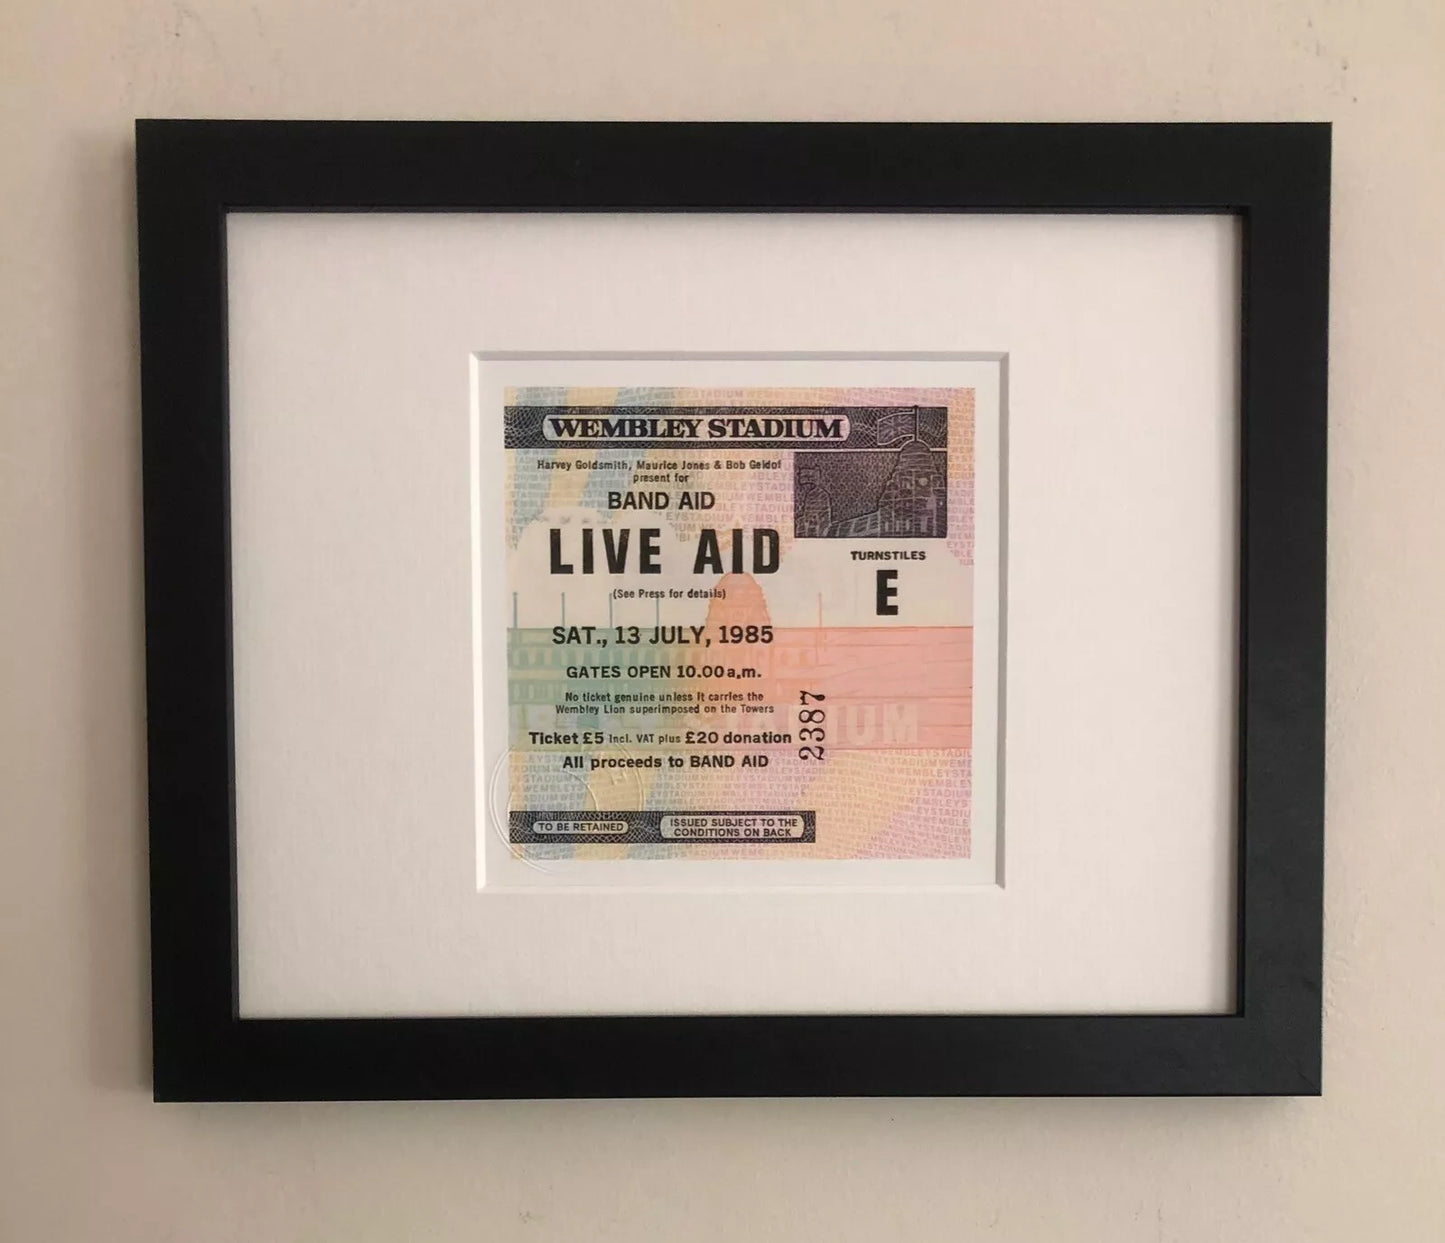 WEMBLEY STADIUM
Harvey Goldsmith, Maurice Jones & Bob Geldof
present for
BAND AID
LIVE AID
(See Press for details)
SAT., 13 JULY, 1985
GATES OPEN 10.00 a.m.
No ticket genuine unless it carries the
Wembley Lion superimposed on the Towers
Ticket £5 incl. VAT plus £20 donation
All proceeds to BAND AID
TURNSTILES
E
2387
TO BE RETAINED
ISSUED SUBJECT TO THE
CONDITIONS ON BACK